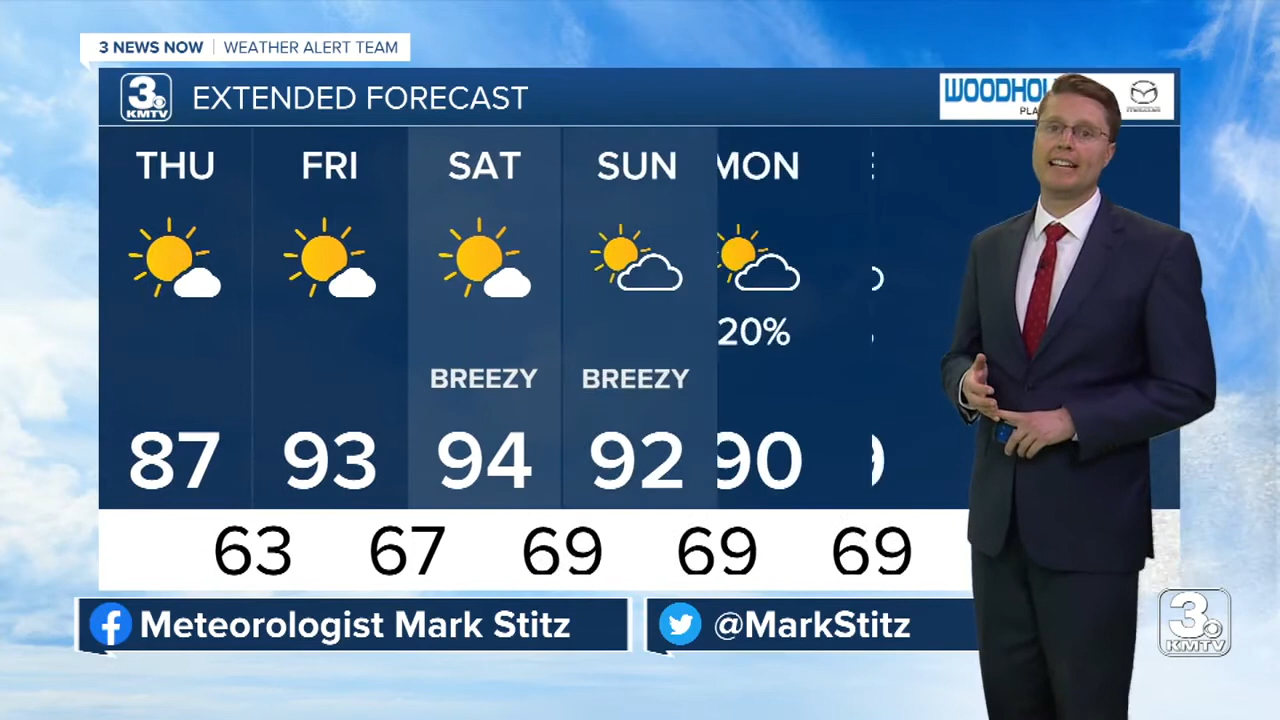 3 NEWS NOW | WEATHER ALERT TEAM
3 KMTV EXTENDED FORECAST
THU FRI SAT SUN MON
20%
BREEZY BREEZY
87 93 94 92 90
63 67 69 69 69
Meteorologist Mark Stitz @MarkStitz
3 KMTV